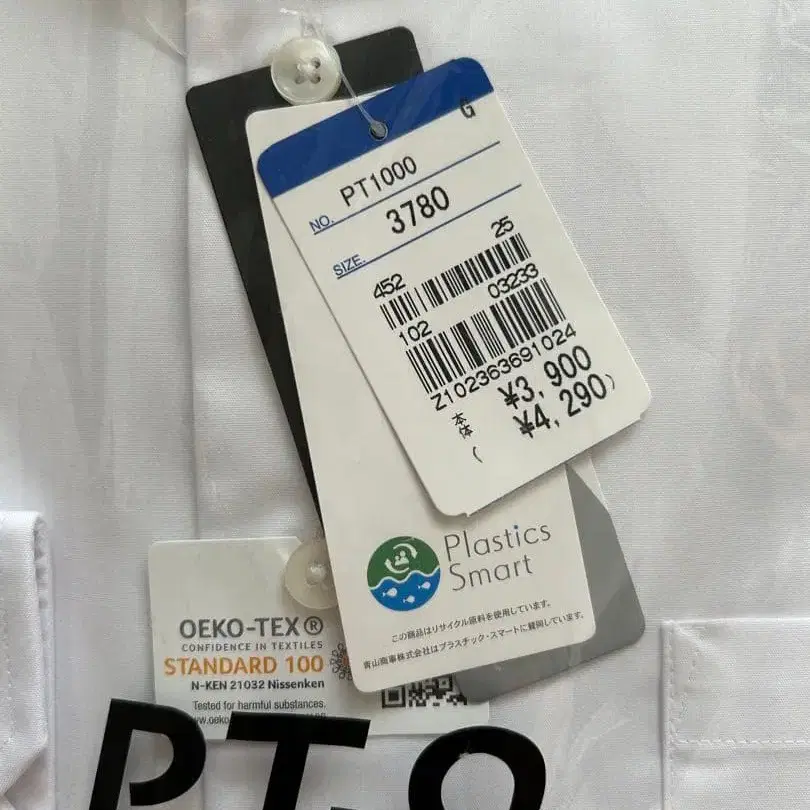 G
NO. PT1000
3780
SIZE.
25
452
03233
102
Z102363691024
本体 ¥3,900
( ¥4,290)
Plastics
Smart
この商品はリサイクル原料を使用しています。
青山商事株式会社はプラスチック・スマートに賛同しています。
OEKO-TEX®
CONFIDENCE IN TEXTILES
STANDARD 100
N-KEN 21032 Nissenken
Tested for harmful substances.
www.oeko